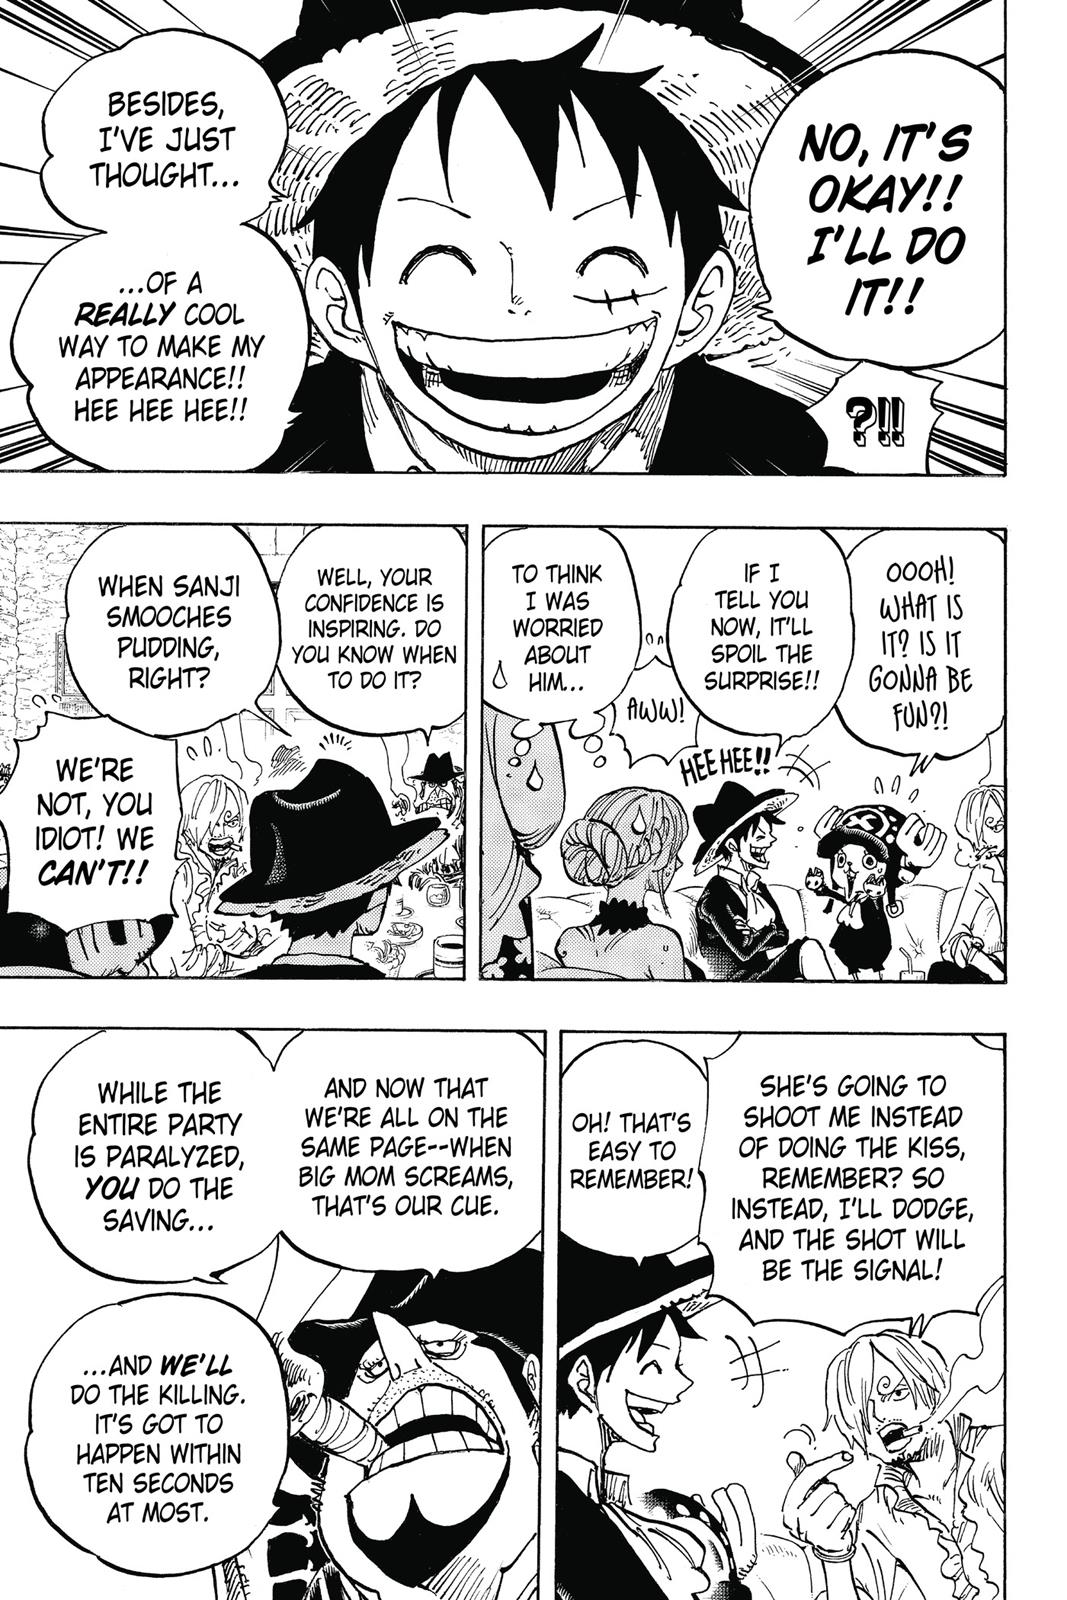 NO, IT'S
OKAY!!
I'LL DO
IT!!
BESIDES,
I'VE JUST
THOUGHT...
...OF A
REALLY COOL
WAY TO MAKE MY
APPEARANCE!!
HEE HEE HEE!!
?!!
OOOH!
WHAT IS
IT? IS IT
GONNA BE
FUN?!
IF I
TELL YOU
NOW, IT'LL
SPOIL THE
SURPRISE!!
HEE HEE!!
AWW!
TO THINK
I WAS
WORRIED
ABOUT
HIM...
WELL, YOUR
CONFIDENCE IS
INSPIRING. DO
YOU KNOW WHEN
TO DO IT?
WHEN SANJI
SMOOCHES
PUDDING,
RIGHT?
WE'RE
NOT, YOU
IDIOT! WE
CAN'T!!
SHE'S GOING TO
SHOOT ME INSTEAD
OF DOING THE KISS,
REMEMBER? SO
INSTEAD, I'LL DODGE,
AND THE SHOT WILL
BE THE SIGNAL!
OH! THAT'S
EASY TO
REMEMBER!
AND NOW THAT
WE'RE ALL ON THE
SAME PAGE--WHEN
BIG MOM SCREAMS,
THAT'S OUR CUE.
WHILE THE
ENTIRE PARTY
IS PARALYZED,
YOU DO THE
SAVING...
...AND WE'LL
DO THE KILLING.
IT'S GOT TO
HAPPEN WITHIN
TEN SECONDS
AT MOST.